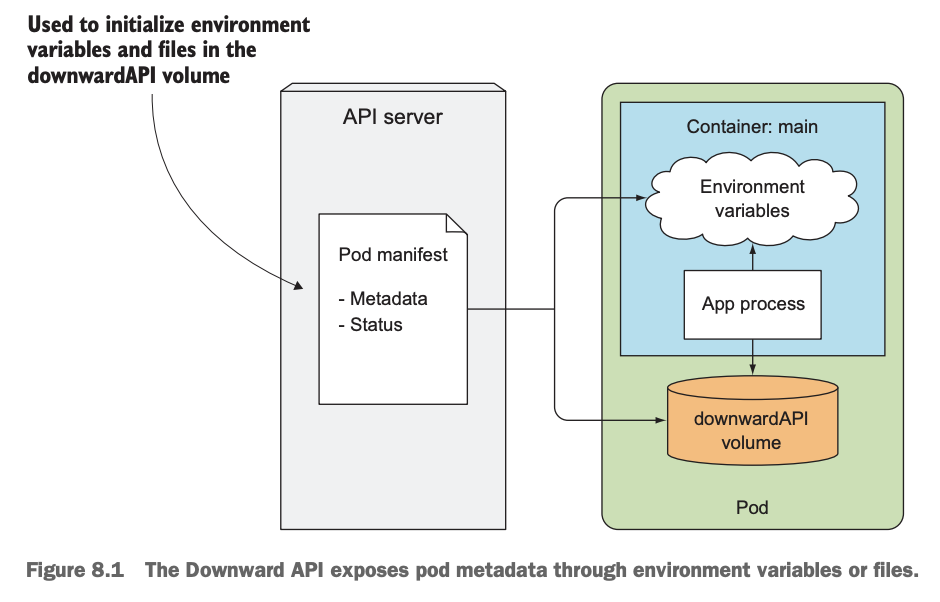 Used to initialize environment
variables and files in the
downwardAPI volume
API server
Pod manifest
- Metadata
- Status
Container: main
Environment
variables
App process
downwardAPI
volume
Pod
Figure 8.1 The Downward API exposes pod metadata through environment variables or files.